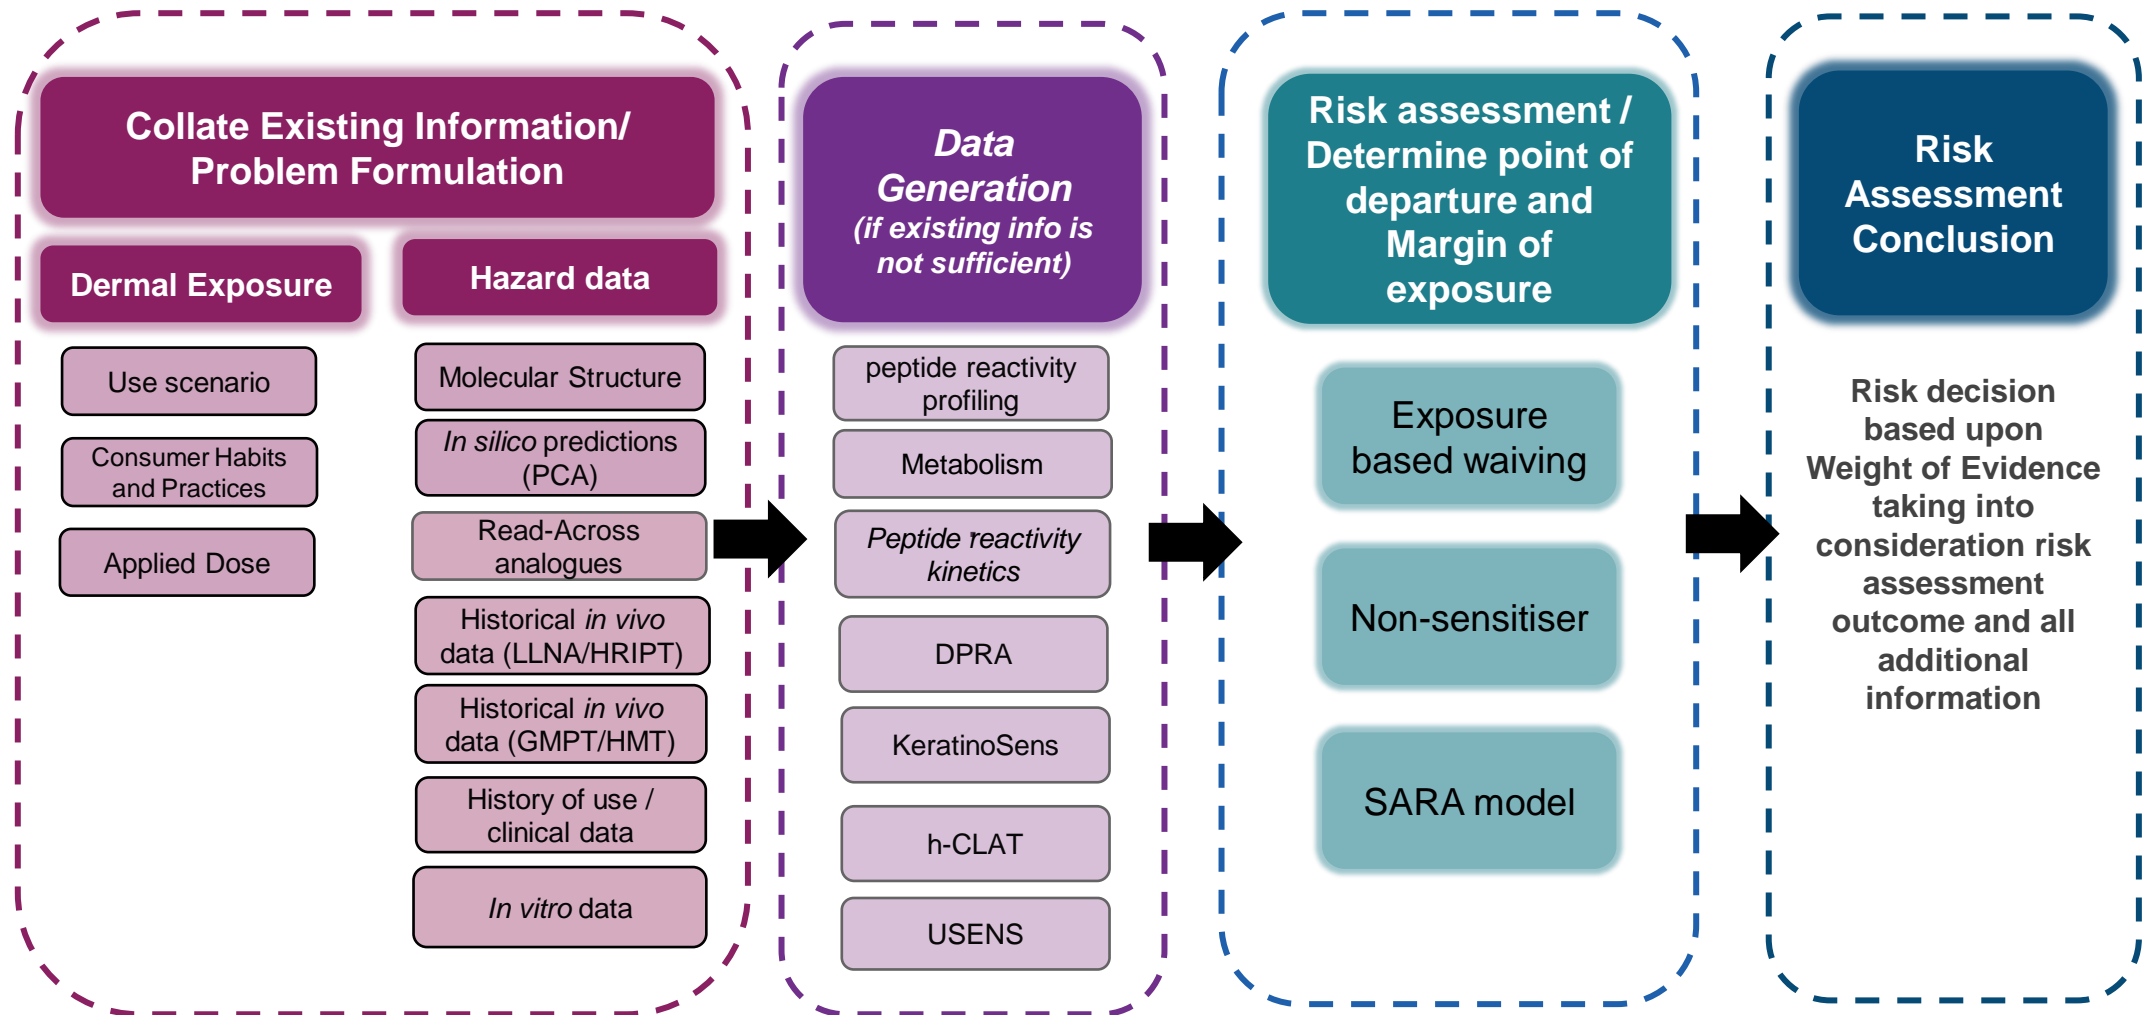 Collate Existing Information/
Problem Formulation
Dermal Exposure
Use scenario
Consumer Habits
and Practices
Applied Dose
Hazard data
Molecular Structure
In silico predictions
(PCA)
Read-Across
analogues
Historical in vivo
data (LLNA/HRIPT)
Historical in vivo
data (GMPT/HMT)
History of use /
clinical data
In vitro data
Data
Generation
(if existing info is
not sufficient)
peptide reactivity
profiling
Metabolism
Peptide reactivity
kinetics
DPRA
KeratinoSens
h-CLAT
USENS
Risk assessment /
Determine point of
departure and
Margin of
exposure
Exposure
based waiving
Non-sensitiser
SARA model
Risk
Assessment
Conclusion
Risk decision
based upon
Weight of Evidence
taking into
consideration risk
assessment
outcome and all
additional
information